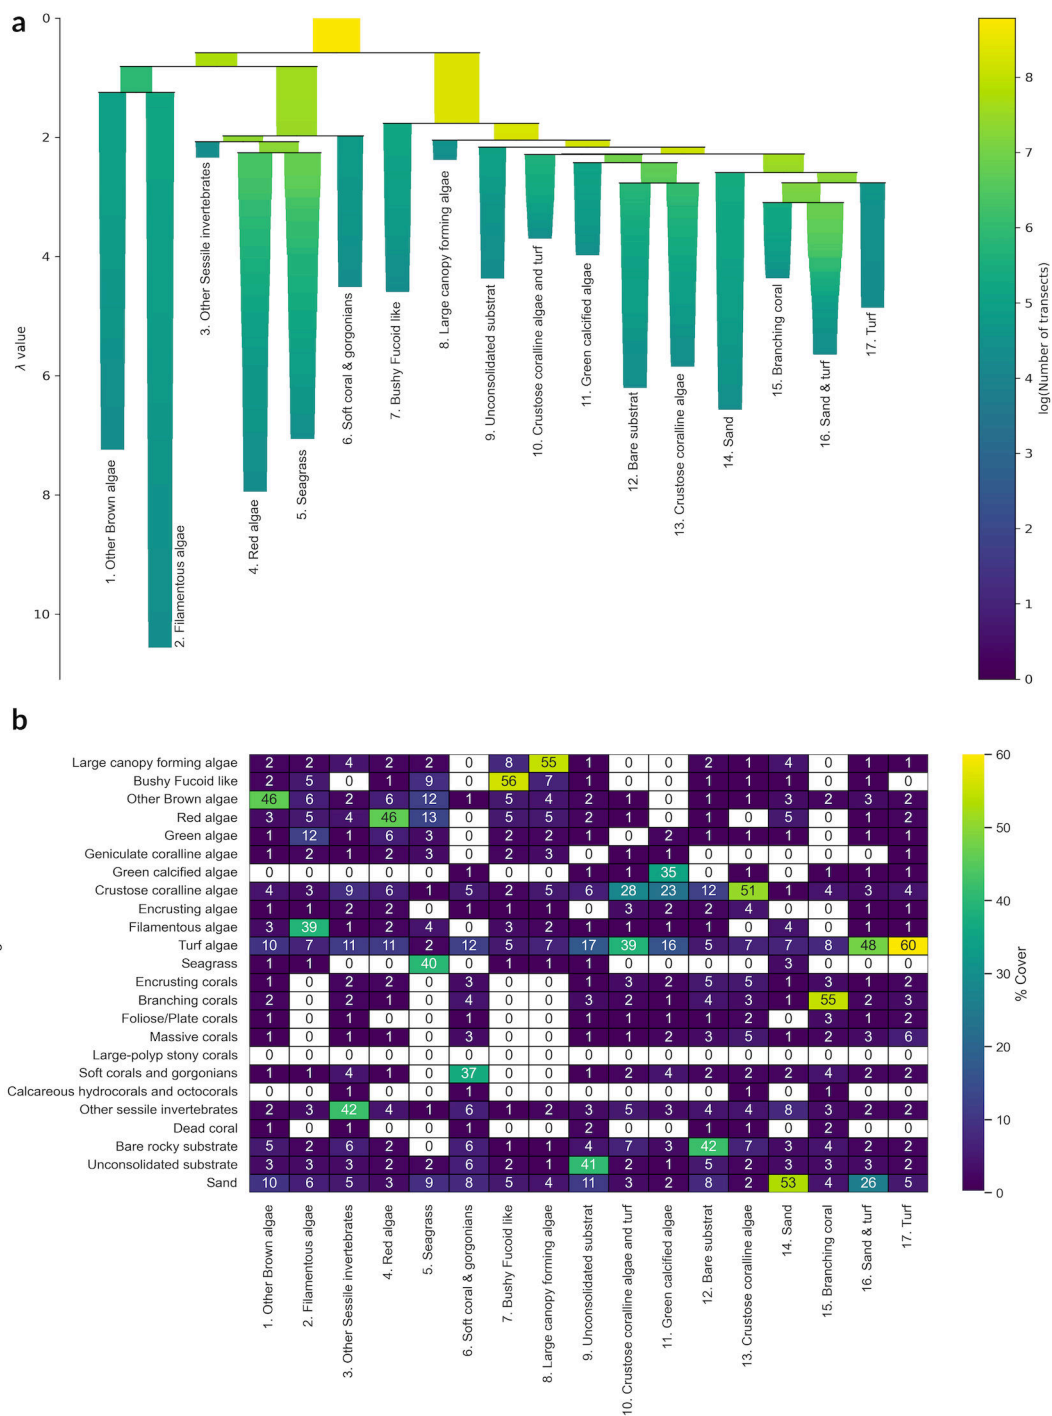 a
0
2
4
6
8
10
λ value
1. Other Brown algae
2. Filamentous algae
3. Other Sessile invertebrates
4. Red algae
5. Seagrass
6. Soft coral & gorgonians
7. Bushy Fucoid like
8. Large canopy forming algae
9. Unconsolidated substrat
10. Crustose coralline algae and turf
11. Green calcified algae
12. Bare substrat
13. Crustose coralline algae
14. Sand
15. Branching coral
16. Sand & turf
17. Turf
8
7
6
5
4
3
2
1
0
log(Number of transects)
b
Large canopy forming algae 2 2 4 2 2 0 8 55 1 0 0 2 1 4 0 1 1
Bushy Fucoid like 2 5 0 1 9 0 56 7 1 0 0 1 1 1 0 1 0
Other Brown algae 46 6 2 6 12 1 5 4 2 1 0 1 1 3 2 3 2
Red algae 3 5 4 46 13 0 5 5 2 1 0 1 0 5 0 1 2
Green algae 1 12 1 6 3 0 2 2 1 0 2 1 1 1 0 1 1
Geniculate coralline algae 1 2 1 2 3 0 2 3 0 1 1 0 0 0 0 0 1
Green calcified algae 0 0 0 0 0 1 0 0 1 1 35 0 1 0 1 1 1
Crustose coralline algae 4 3 9 6 1 5 2 5 6 28 23 12 51 1 4 3 4
Encrusting algae 1 1 2 2 0 1 1 1 0 3 2 2 4 0 0 1 1
Filamentous algae 3 39 1 2 4 0 3 2 1 1 1 1 0 4 0 1 1
Turf algae 10 7 11 11 2 12 5 7 17 39 16 5 7 7 8 48 60
Seagrass 1 1 0 0 40 0 1 1 1 0 0 0 0 3 0 0 0
Encrusting corals 1 0 2 2 0 3 0 0 1 3 2 5 5 1 3 1 2
Branching corals 2 0 2 1 0 4 0 0 3 2 1 4 3 1 55 2 3
Foliose/Plate corals 1 0 1 0 0 1 0 0 1 1 1 1 2 0 3 1 2
Massive corals 1 0 1 1 0 3 0 0 1 1 2 3 5 1 2 3 6
Large-polyp stony corals 0 0 0 0 0 0 0 0 0 0 0 0 0 0 0 0 0
Soft corals and gorgonians 1 1 4 1 0 37 0 0 1 2 4 2 2 2 4 2 2
Calcareous hydrocorals and octocorals 0 0 1 0 0 1 0 0 0 0 0 0 1 0 1 0 0
Other sessile invertebrates 2 3 42 4 1 6 1 2 3 5 3 4 4 8 3 2 2
Dead coral 1 0 1 0 0 1 0 0 2 0 0 1 1 0 2 0 0
Bare rocky substrate 5 2 6 2 0 6 1 1 4 7 3 42 7 3 4 2 2
Unconsolidated substrate 3 3 3 2 2 6 2 1 41 2 1 5 2 3 3 3 2
Sand 10 6 5 3 9 8 5 4 11 3 2 8 2 53 4 26 5
1. Other Brown algae
2. Filamentous algae
3. Other Sessile invertebrates
4. Red algae
5. Seagrass
6. Soft coral & gorgonians
7. Bushy Fucoid like
8. Large canopy forming algae
9. Unconsolidated substrat
10. Crustose coralline algae and turf
11. Green calcified algae
12. Bare substrat
13. Crustose coralline algae
14. Sand
15. Branching coral
16. Sand & turf
17. Turf
60
50
40
30
20
10
0
% Cover